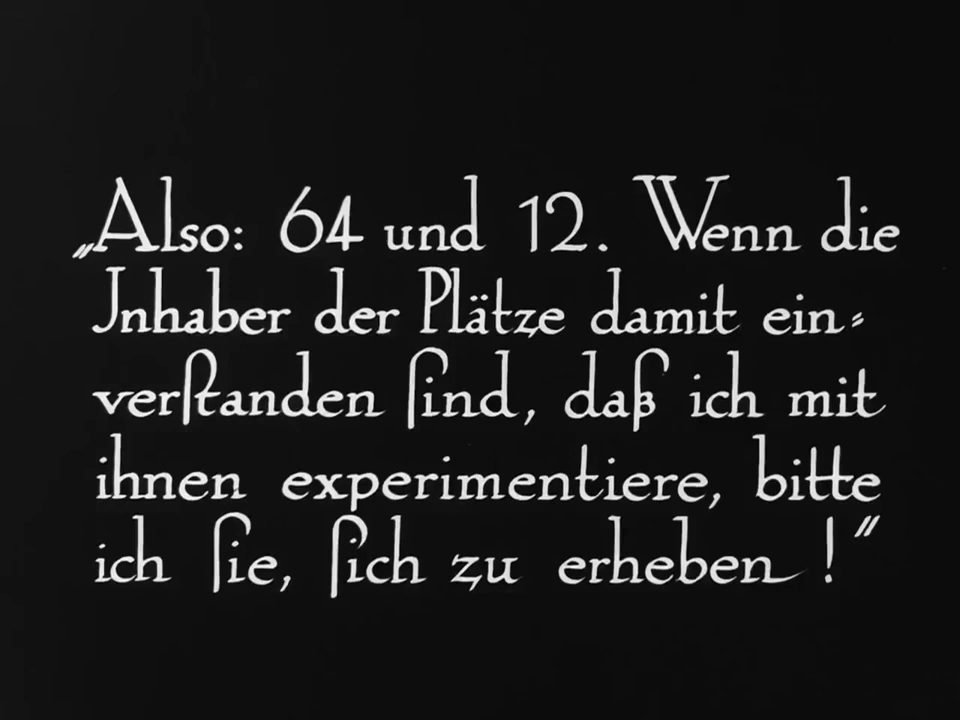 „Also: 64 und 12. Wenn die
Jnhaber der Plätze damit ein⸗
verſtanden ſind, daß ich mit
ihnen experimentiere, bitte
ich ſie, ſich zu erheben!“